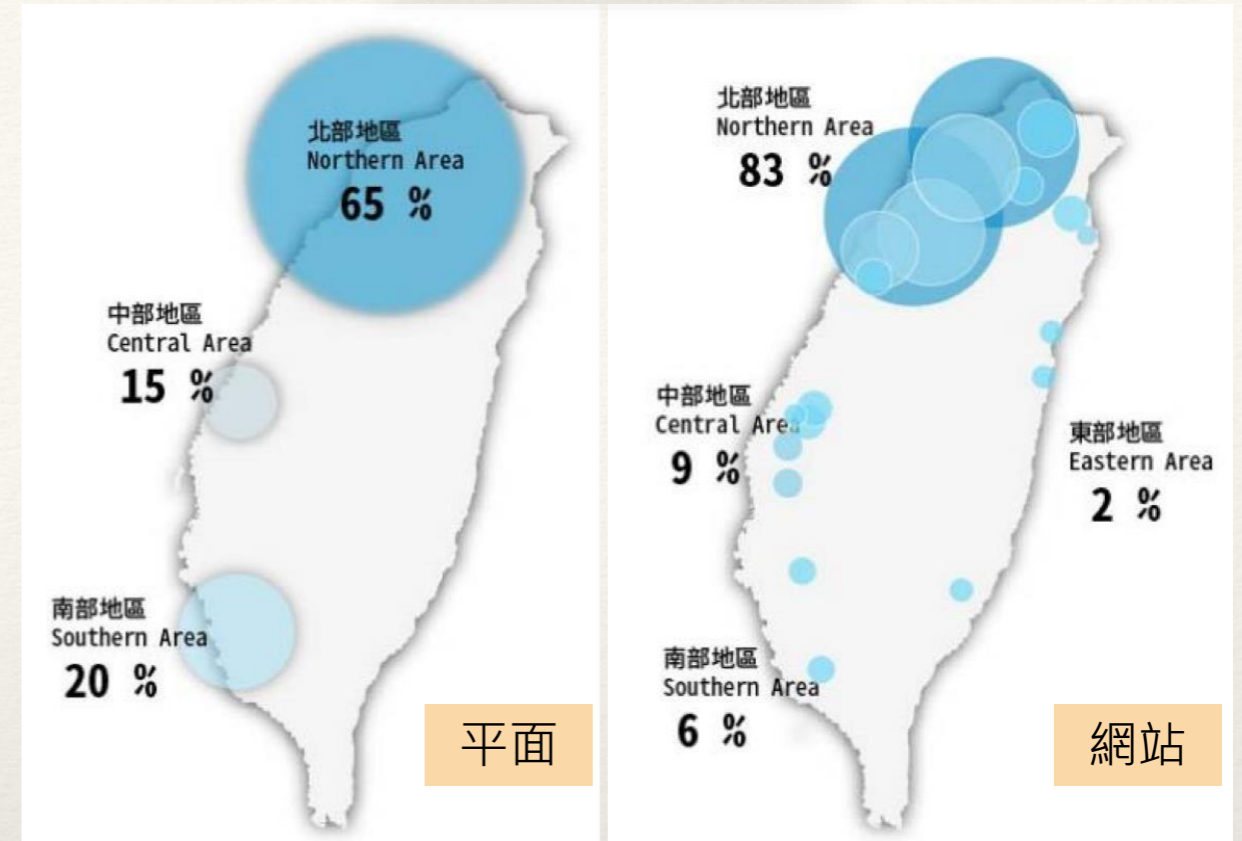 北部地區
Northern Area
65 %
中部地區
Central Area
15 %
南部地區
Southern Area
20 %
平面
北部地區
Northern Area
83 %
中部地區
Central Area
9 %
東部地區
Eastern Area
2 %
南部地區
Southern Area
6 %
網站